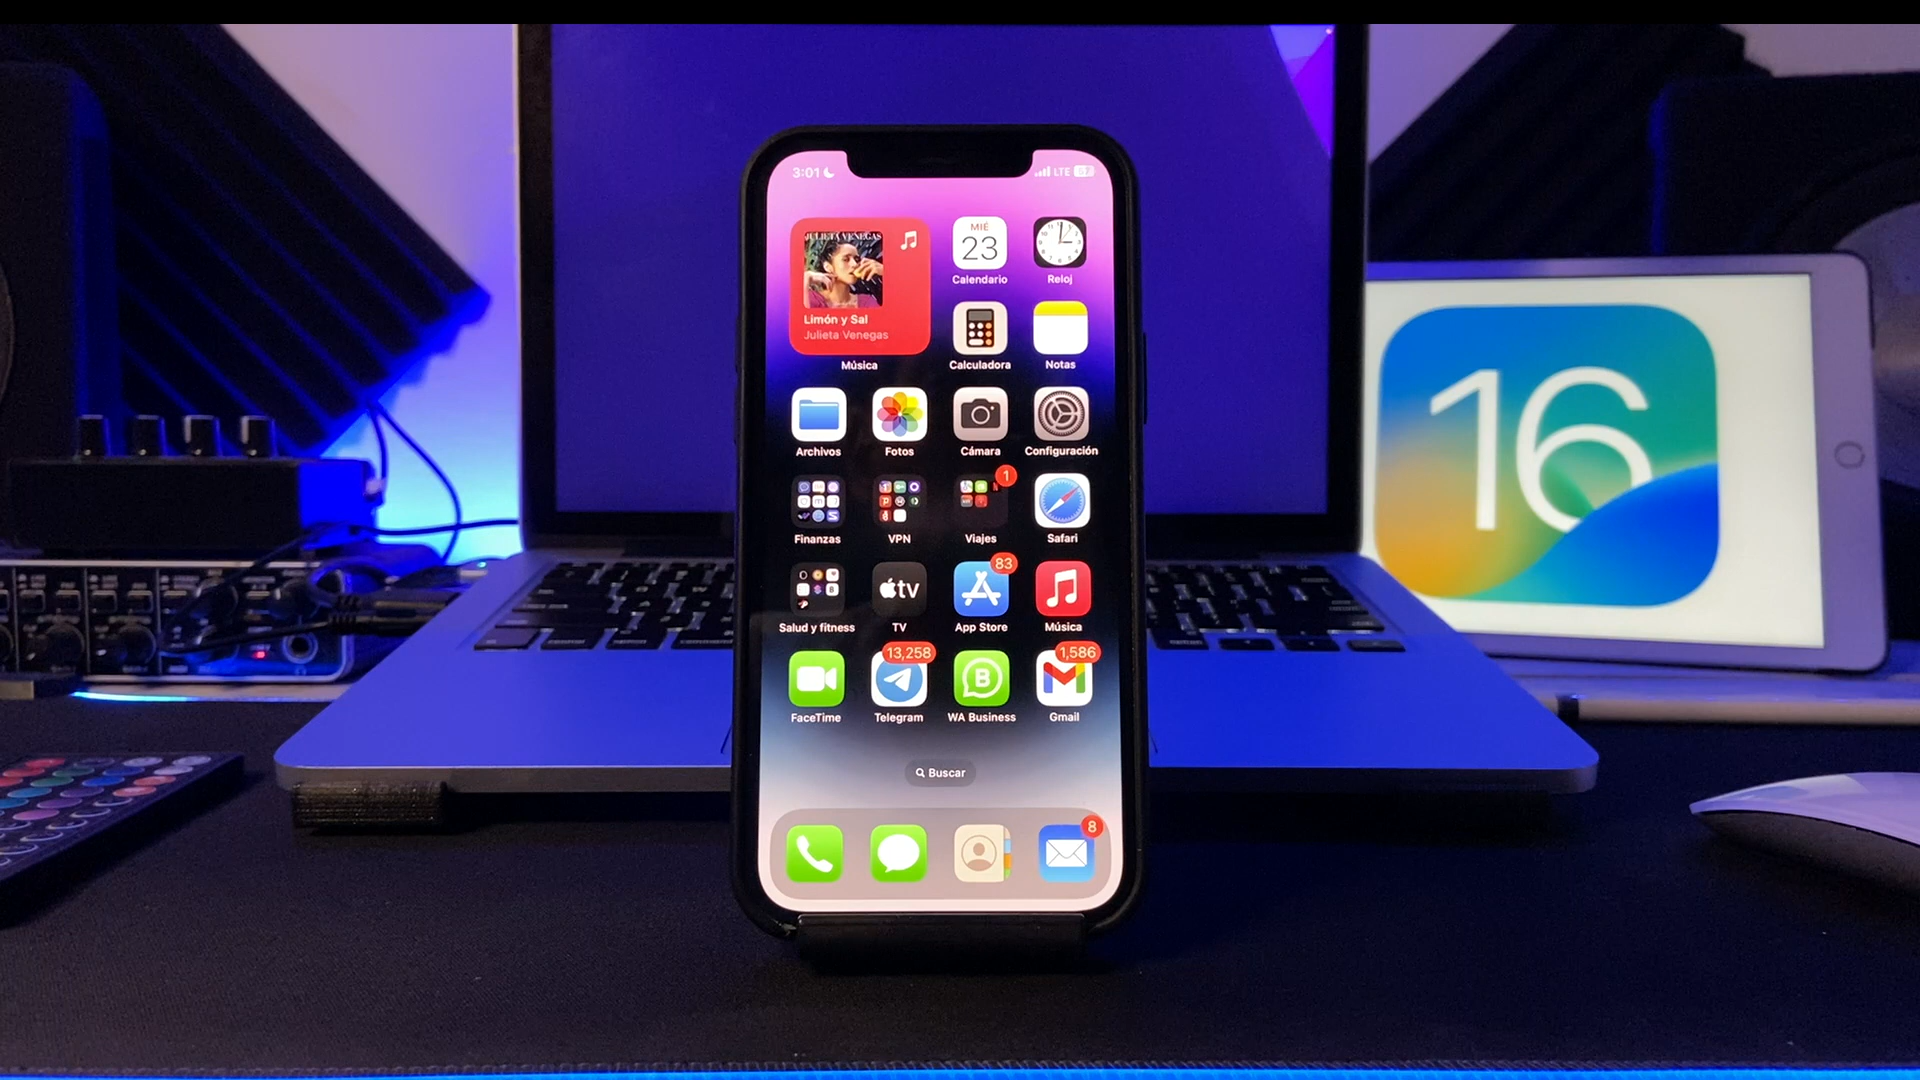 3:01
LTE 57
JULIETA VENEGAS
Limón y Sal
Julieta Venegas
Música
MIÉ
23
Calendario
Reloj
Calculadora
Notas
Archivos
Fotos
Cámara
Configuración
1
Finanzas
VPN
Viajes
Safari
83
tv
Salud y fitness
TV
App Store
Música
13,258
B
1,586
FaceTime
Telegram
WA Business
Gmail
Buscar
8
16